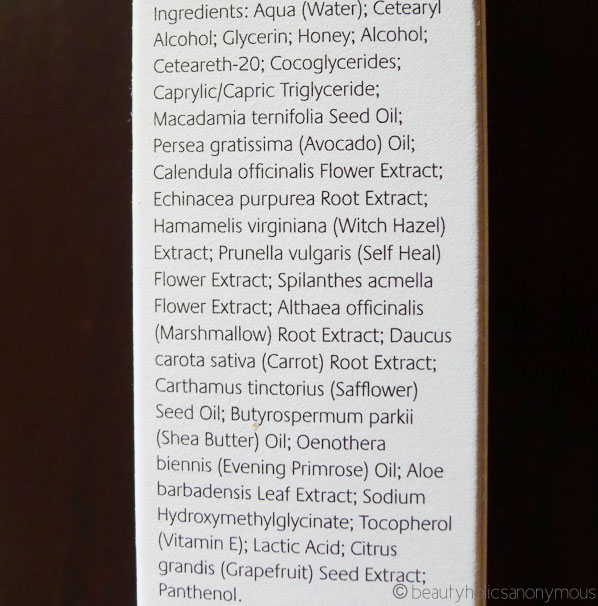 Ingredients: Aqua (Water); Cetearyl
Alcohol; Glycerin; Honey; Alcohol;
Ceteareth-20; Cocoglycerides;
Caprylic/Capric Triglyceride;
Macadamia ternifolia Seed Oil;
Persea gratissima (Avocado) Oil;
Calendula officinalis Flower Extract;
Echinacea purpurea Root Extract;
Hamamelis virginiana (Witch Hazel)
Extract; Prunella vulgaris (Self Heal)
Flower Extract; Spilanthes acmella
Flower Extract; Althaea officinalis
(Marshmallow) Root Extract; Daucus
carota sativa (Carrot) Root Extract;
Carthamus tinctorius (Safflower)
Seed Oil; Butyrospermum parkii
(Shea Butter) Oil; Oenothera
biennis (Evening Primrose) Oil; Aloe
barbadensis Leaf Extract; Sodium
Hydroxymethylglycinate; Tocopherol
(Vitamin E); Lactic Acid; Citrus
grandis (Grapefruit) Seed Extract;
Panthenol.
© beautyholicsanonymous